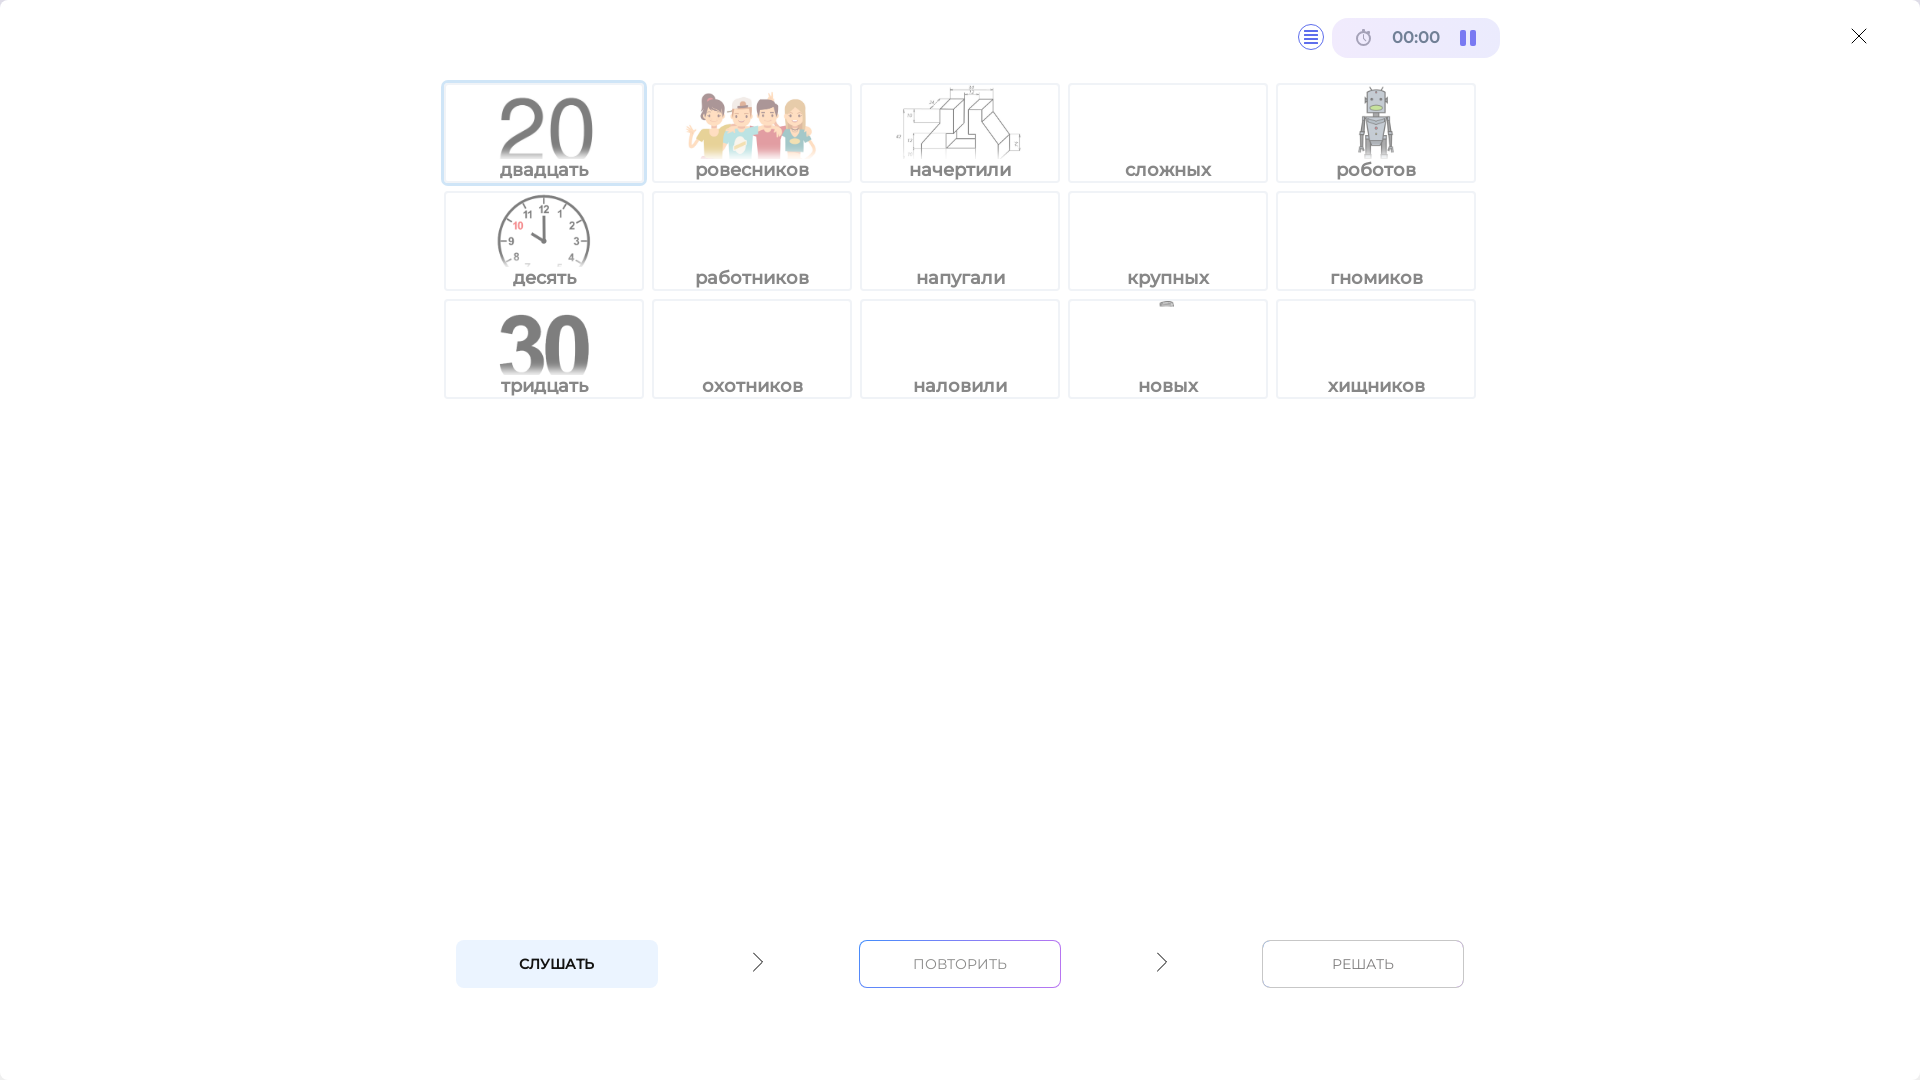 00:00
20
двадцать
ровесников
начертили
сложных
роботов
десять
работников
напугали
крупных
гномиков
30
тридцать
охотников
наловили
новых
хищников
СЛУШАТЬ
ПОВТОРИТЬ
РЕШАТЬ